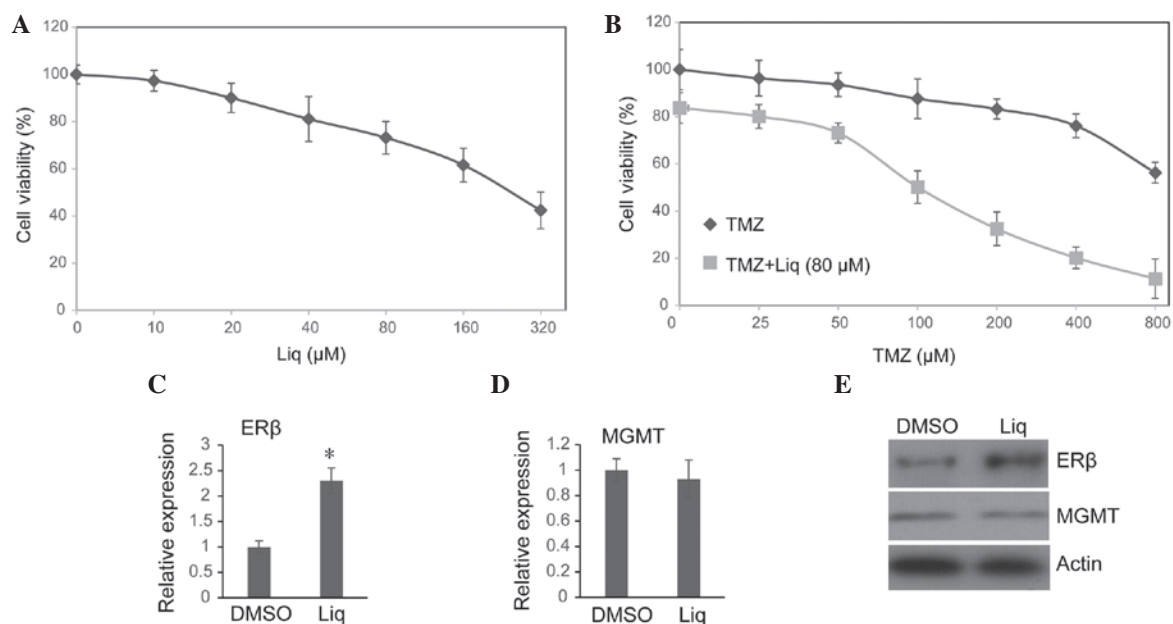 A
Cell viability (%)
120
100
80
60
40
20
0
0 10 20 40 80 160 320
Liq (µM)
B
Cell viability (%)
120
100
80
60
40
20
0
TMZ
TMZ+Liq (80 µM)
0 25 50 100 200 400 800
TMZ (µM)
C
ERβ
Relative expression
3
2.5
2
1.5
1
0.5
0
*
DMSO Liq
D
MGMT
Relative expression
1.2
1
0.8
0.6
0.4
0.2
0
DMSO Liq
E
DMSO Liq
ERβ
MGMT
Actin